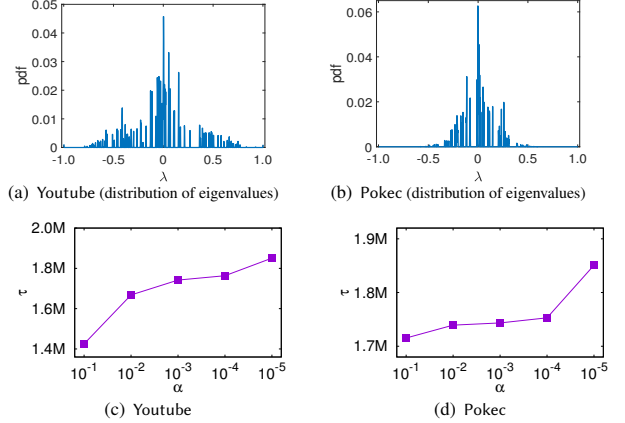 0.05
0.04
0.03
0.02
0.01
0
pdf
-1.0 -0.5 0 0.5 1.0
λ
(a) Youtube (distribution of eigenvalues)
0.06
0.04
0.02
0
pdf
-1.0 -0.5 0 0.5 1.0
λ
(b) Pokec (distribution of eigenvalues)
2.0M
1.8M
1.6M
1.4M
τ
10⁻¹ 10⁻² 10⁻³ 10⁻⁴ 10⁻⁵
α
(c) Youtube
1.9M
1.8M
1.7M
τ
10⁻¹ 10⁻² 10⁻³ 10⁻⁴ 10⁻⁵
α
(d) Pokec